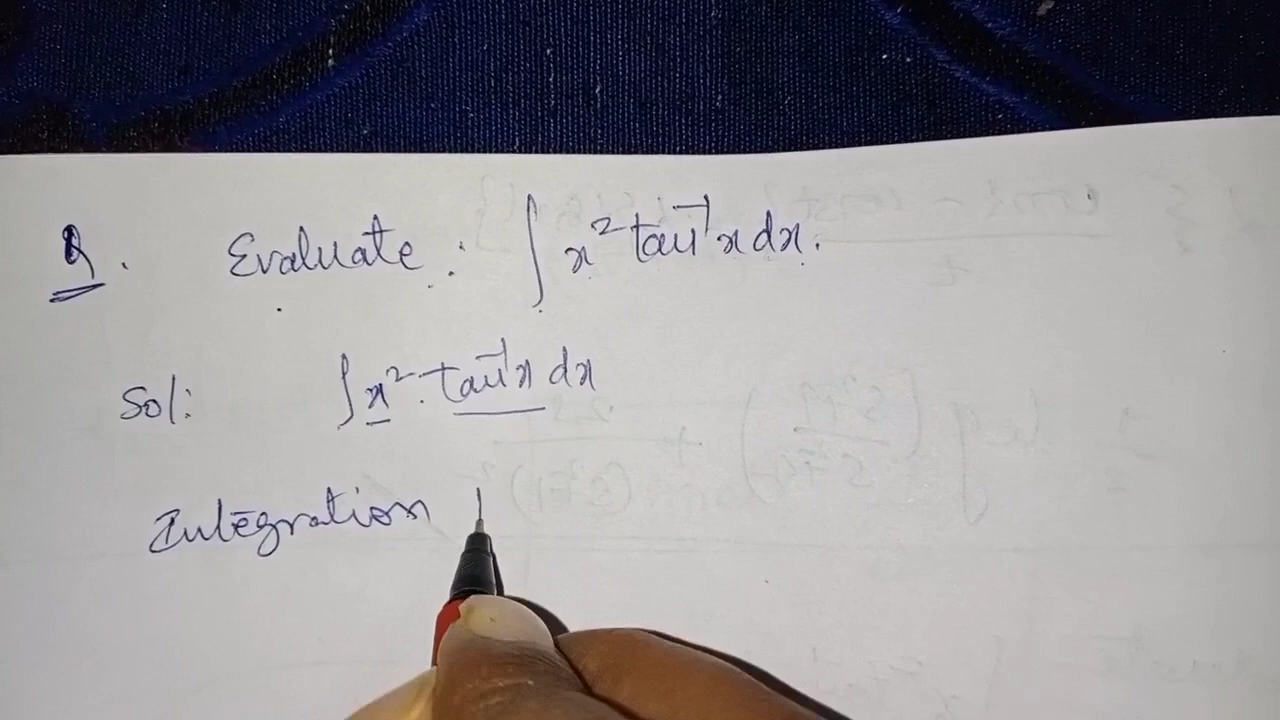 Q. Evaluate : ∫ x² tan⁻¹x dx.
Sol: ∫ x². tan⁻¹x dx
Integration